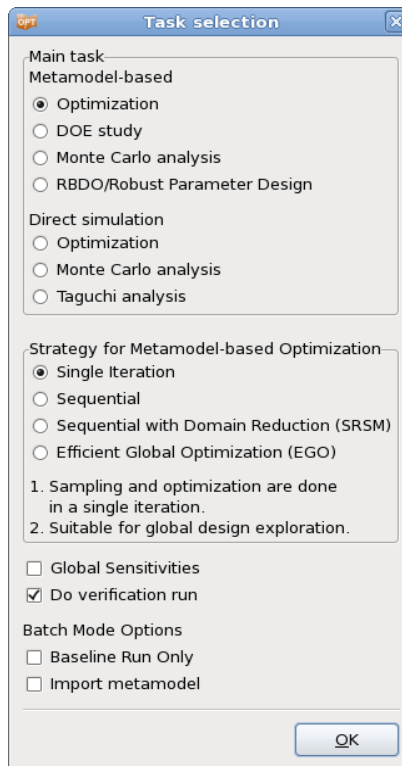 OPT
Task selection
Main task
Metamodel-based
Optimization
DOE study
Monte Carlo analysis
RBDO/Robust Parameter Design
Direct simulation
Optimization
Monte Carlo analysis
Taguchi analysis
Strategy for Metamodel-based Optimization
Single Iteration
Sequential
Sequential with Domain Reduction (SRSM)
Efficient Global Optimization (EGO)
1. Sampling and optimization are done
in a single iteration.
2. Suitable for global design exploration.
Global Sensitivities
Do verification run
Batch Mode Options
Baseline Run Only
Import metamodel
OK